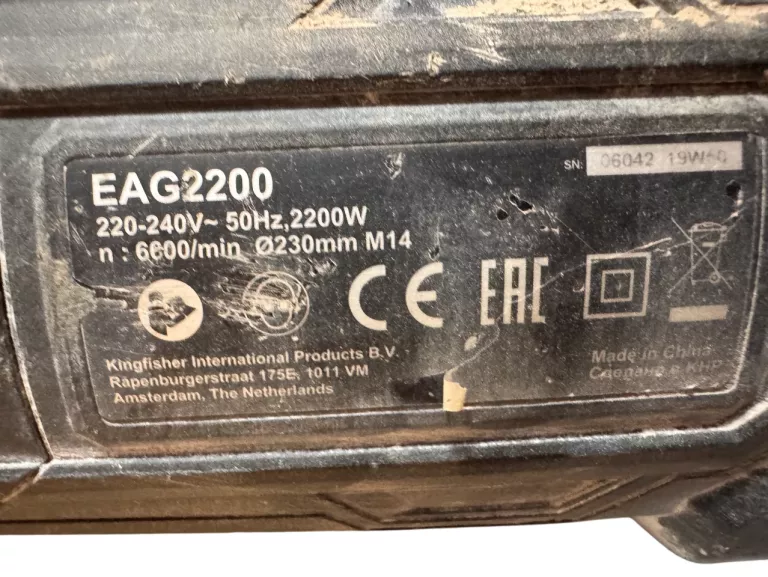 EAG2200
220-240V~ 50Hz,2200W
n : 6600/min Ø230mm M14
SN: 06042 19W
CE
EAC
Kingfisher International Products B.V.
Rapenburgerstraat 175E, 1011 VM
Amsterdam, The Netherlands
Made in China
Сделано в КНР